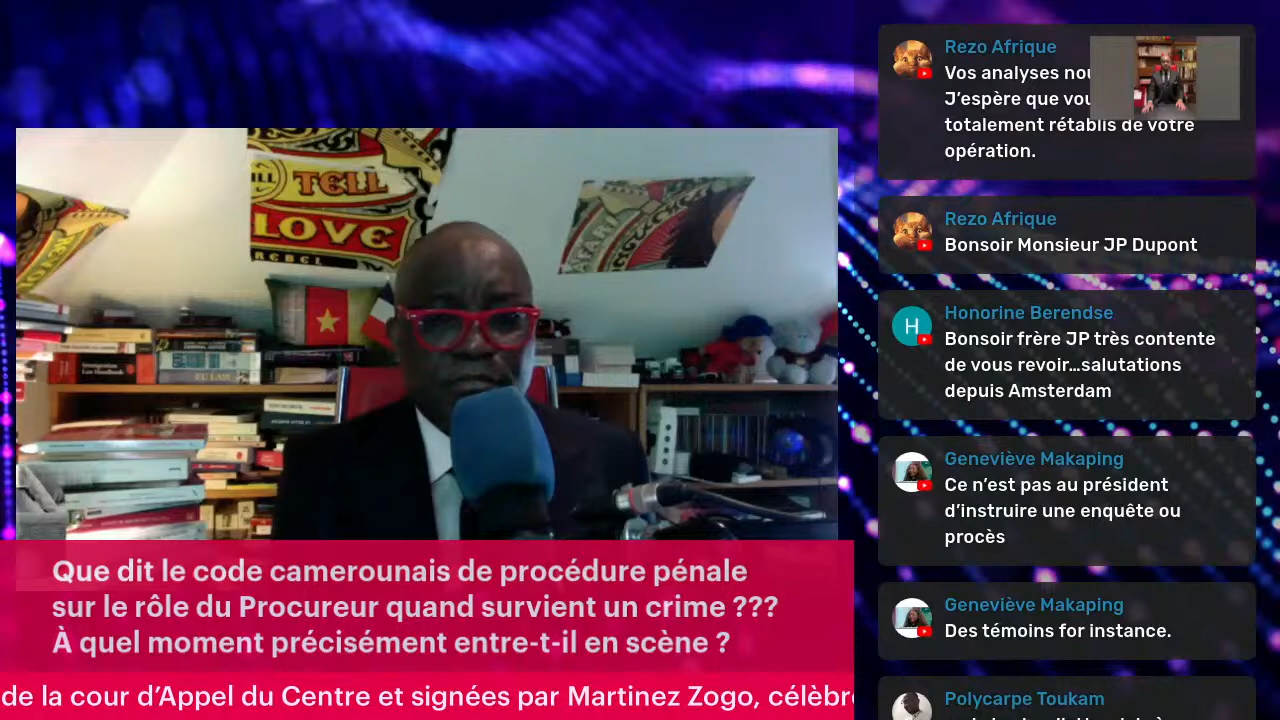 TELL
LOVE
REBEL
EU LAW
Que dit le code camerounais de procédure pénale
sur le rôle du Procureur quand survient un crime ???
À quel moment précisément entre-t-il en scène ?
de la cour d’Appel du Centre et signées par Martinez Zogo, célèbre
Rezo Afrique
Vos analyses
J’espère que
totalement rétablis de votre
opération.
Rezo Afrique
Bonsoir Monsieur JP Dupont
H
Honorine Berendse
Bonsoir frère JP très contente
de vous revoir...salutations
depuis Amsterdam
Geneviève Makaping
Ce n’est pas au président
d’instruire une enquête ou
procès
Geneviève Makaping
Des témoins for instance.
Polycarpe Toukam